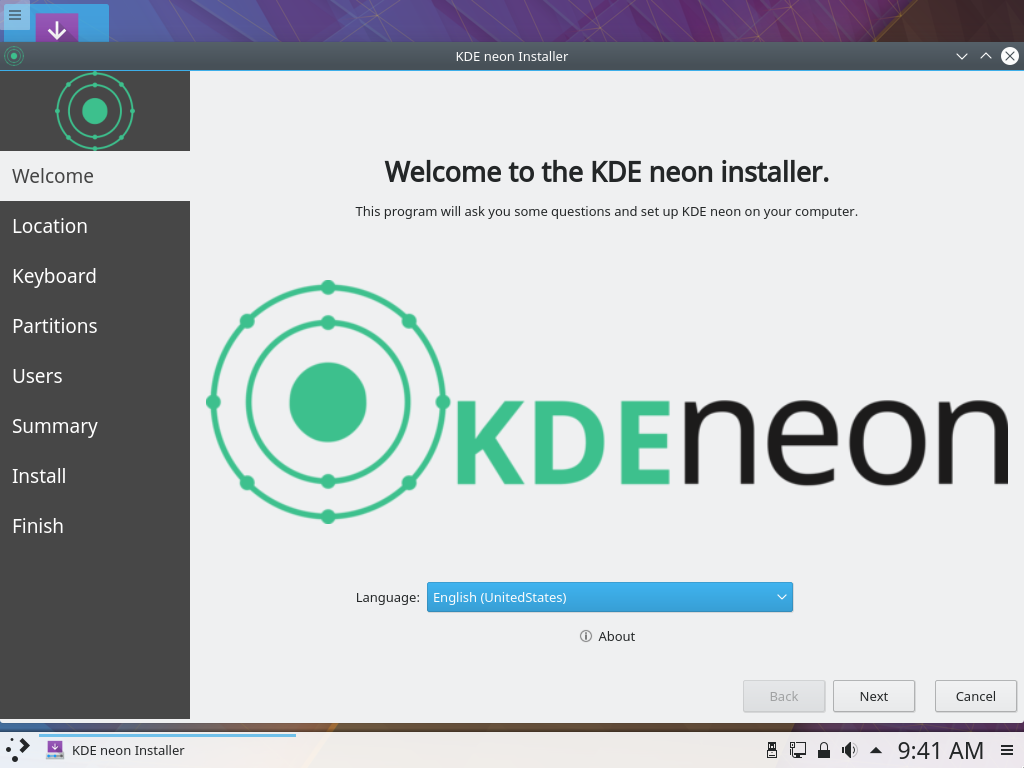 KDE neon Installer
Welcome
Location
Keyboard
Partitions
Users
Summary
Install
Finish
Welcome to the KDE neon installer.
This program will ask you some questions and set up KDE neon on your computer.
KDEneon
Language: English (UnitedStates)
About
Back Next Cancel
KDE neon Installer 9:41 AM